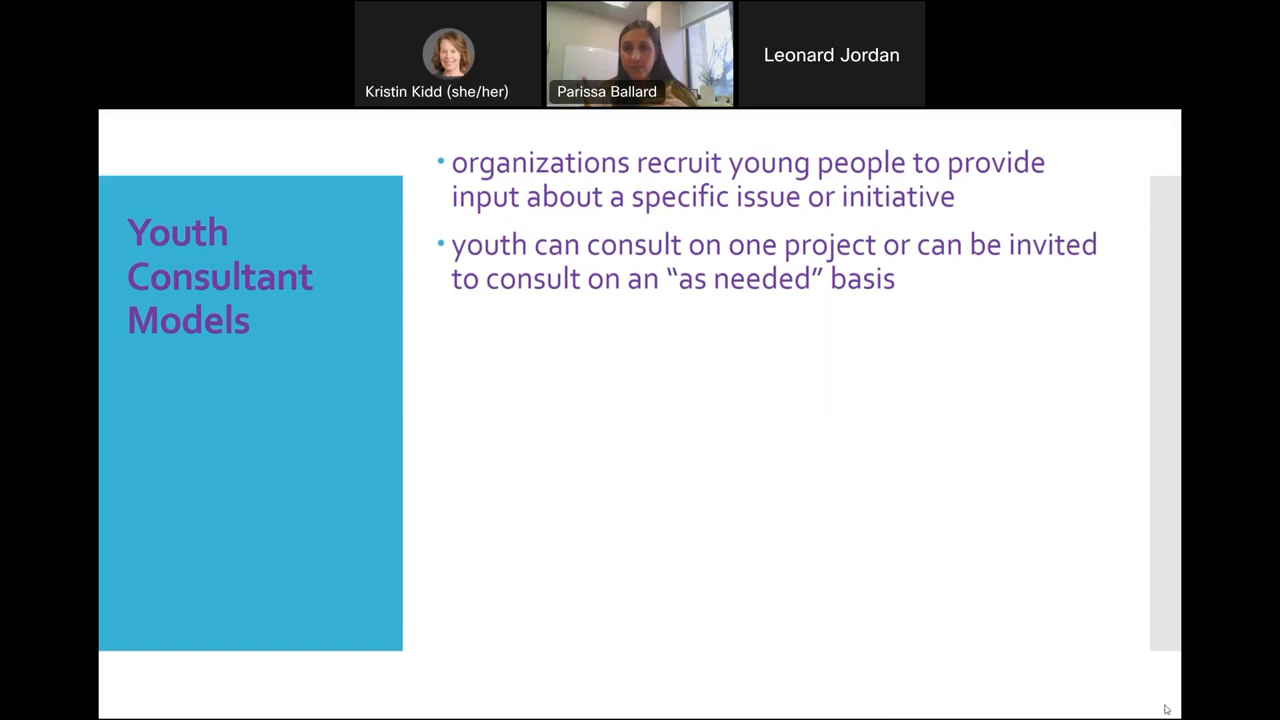 Kristin Kidd (she/her)
Parissa Ballard
Leonard Jordan
Youth
Consultant
Models
• organizations recruit young people to provide
input about a specific issue or initiative
• youth can consult on one project or can be invited
to consult on an “as needed” basis